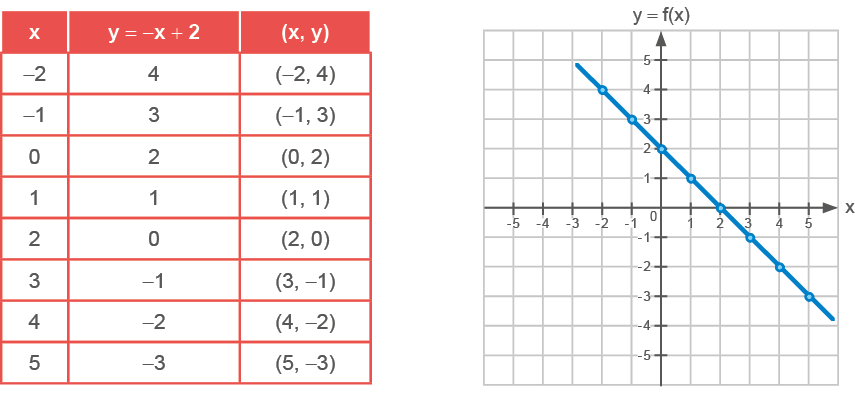 x y = –x + 2 (x, y)
–2 4 (–2, 4)
–1 3 (–1, 3)
0 2 (0, 2)
1 1 (1, 1)
2 0 (2, 0)
3 –1 (3, –1)
4 –2 (4, –2)
5 –3 (5, –3)
y = f(x)
5
4
3
2
1
x
0
-5 -4 -3 -2 -1 1 2 3 4 5
-1
-2
-3
-4
-5